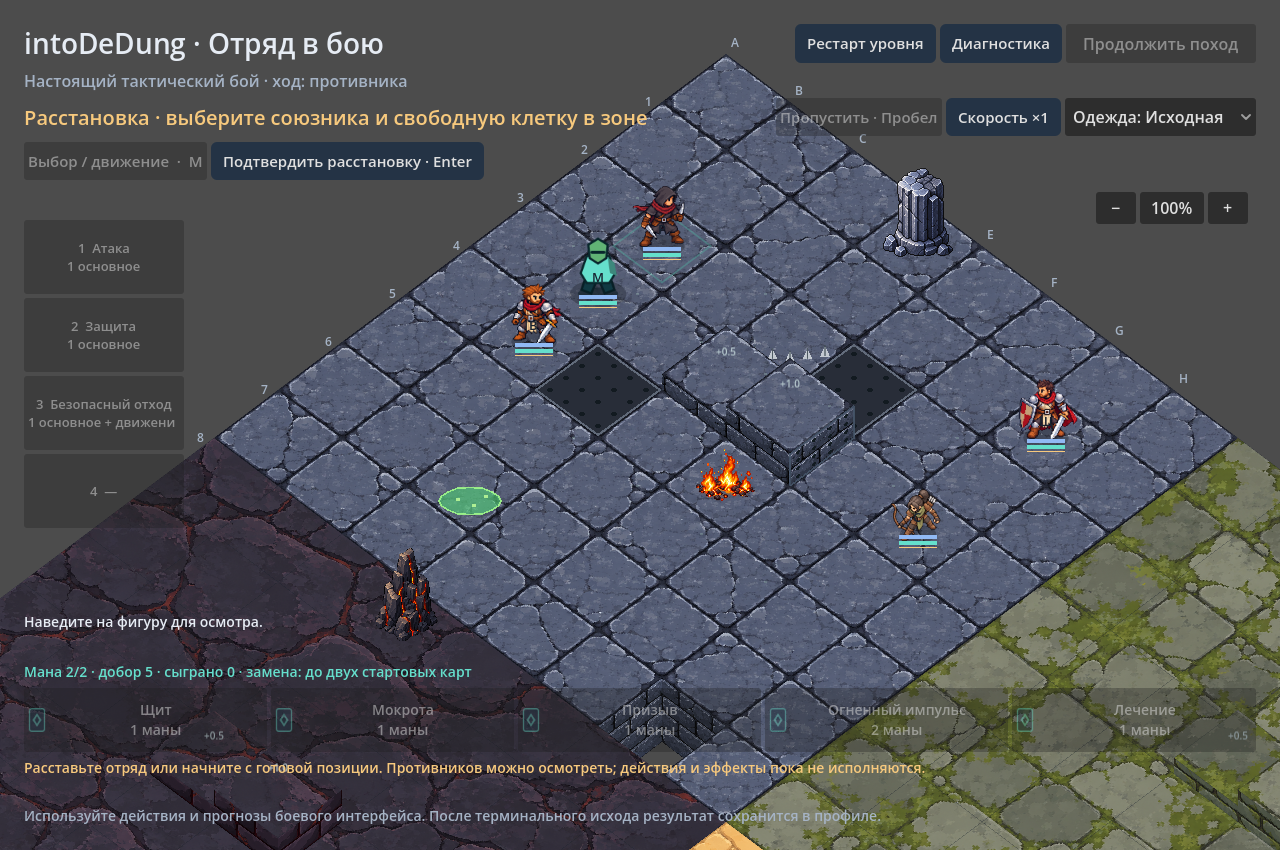 intoDeDung · Отряд в бою
Рестарт уровня
Диагностика
Продолжить поход
Настоящий тактический бой · ход: противника
Расстановка · выберите союзника и свободную клетку в зоне
Пропустить · Пробел
Скорость ×1
Одежда: Исходная
Выбор / движение · M
Подтвердить расстановку · Enter
−
100%
+
A
B
C
E
F
G
H
1
2
3
4
5
6
7
8
1 Атака
1 основное
2 Защита
1 основное
3 Безопасный отход
1 основное + движени
4 —
M
+0.5
+1.0
Наведите на фигуру для осмотра.
Мана 2/2 · добор 5 · сыграно 0 · замена: до двух стартовых карт
Щит
1 маны
+0.5
Мокрота
1 маны
Призыв
1 маны
Огненный импульс
2 маны
Лечение
1 маны
+0.5
Расставьте отряд или начните с готовой позиции. Противников можно осмотреть; действия и эффекты пока не исполняются.
Используйте действия и прогнозы боевого интерфейса. После терминального исхода результат сохранится в профиле.